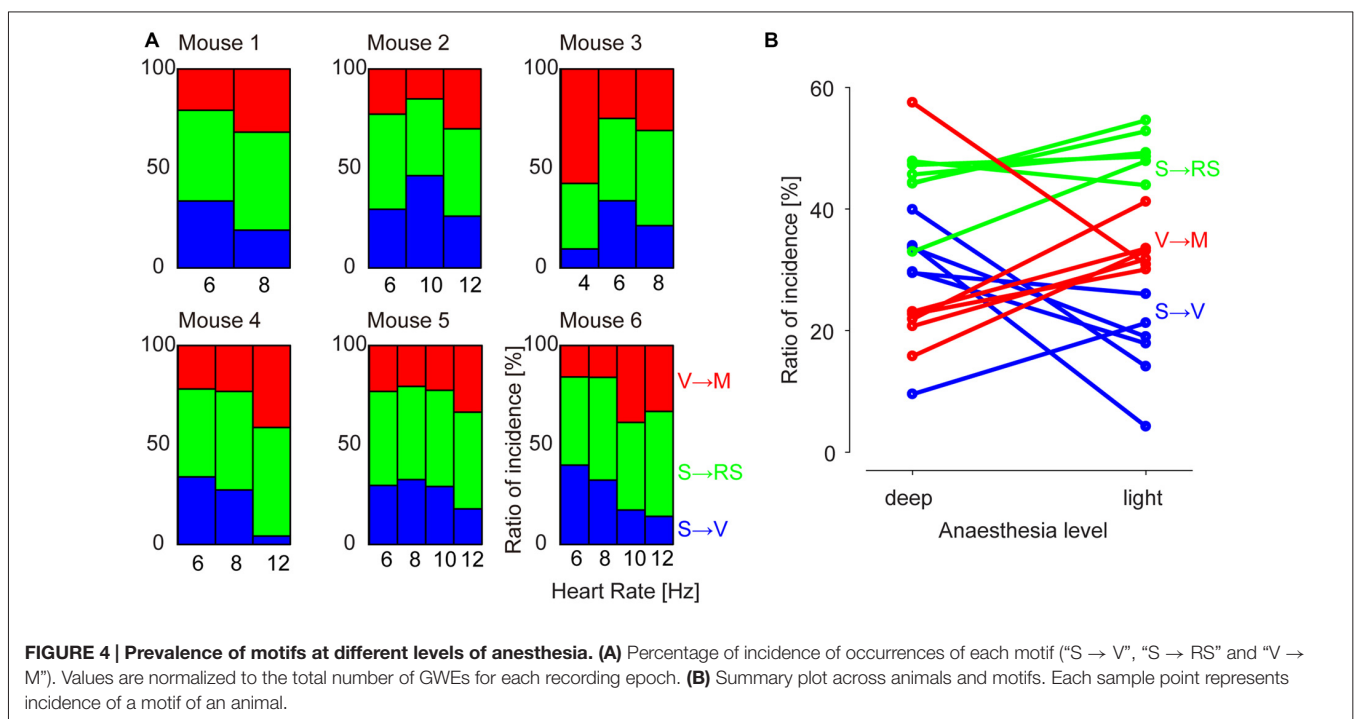 A
Mouse 1
Mouse 2
Mouse 3
100
50
0
6 8
100
50
0
6 10 12
100
50
0
4 6 8
Mouse 4
Mouse 5
Mouse 6
100
50
0
6 8 12
100
50
0
6 8 10 12
Ratio of incidence [%]
100
50
0
6 8 10 12
V→M
S→RS
S→V
Heart Rate [Hz]
B
Ratio of incidence [%]
60
40
20
0
S→RS
V→M
S→V
deep light
Anaesthesia level
FIGURE 4 | Prevalence of motifs at different levels of anesthesia. (A) Percentage of incidence of occurrences of each motif (“S → V”, “S → RS” and “V →
M”). Values are normalized to the total number of GWEs for each recording epoch. (B) Summary plot across animals and motifs. Each sample point represents
incidence of a motif of an animal.